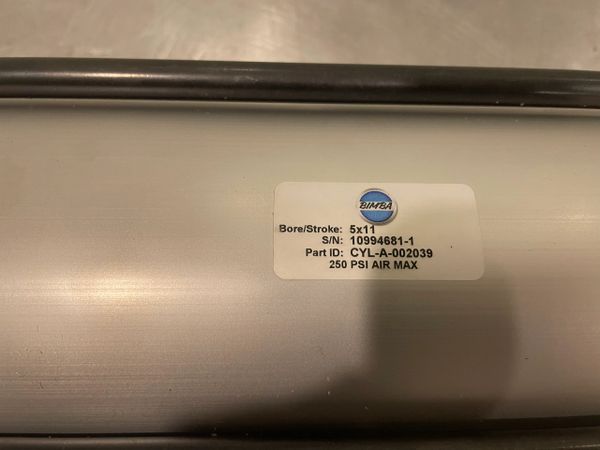 BIMBA
Bore/Stroke: 5x11
S/N: 10994681-1
Part ID: CYL-A-002039
250 PSI AIR MAX